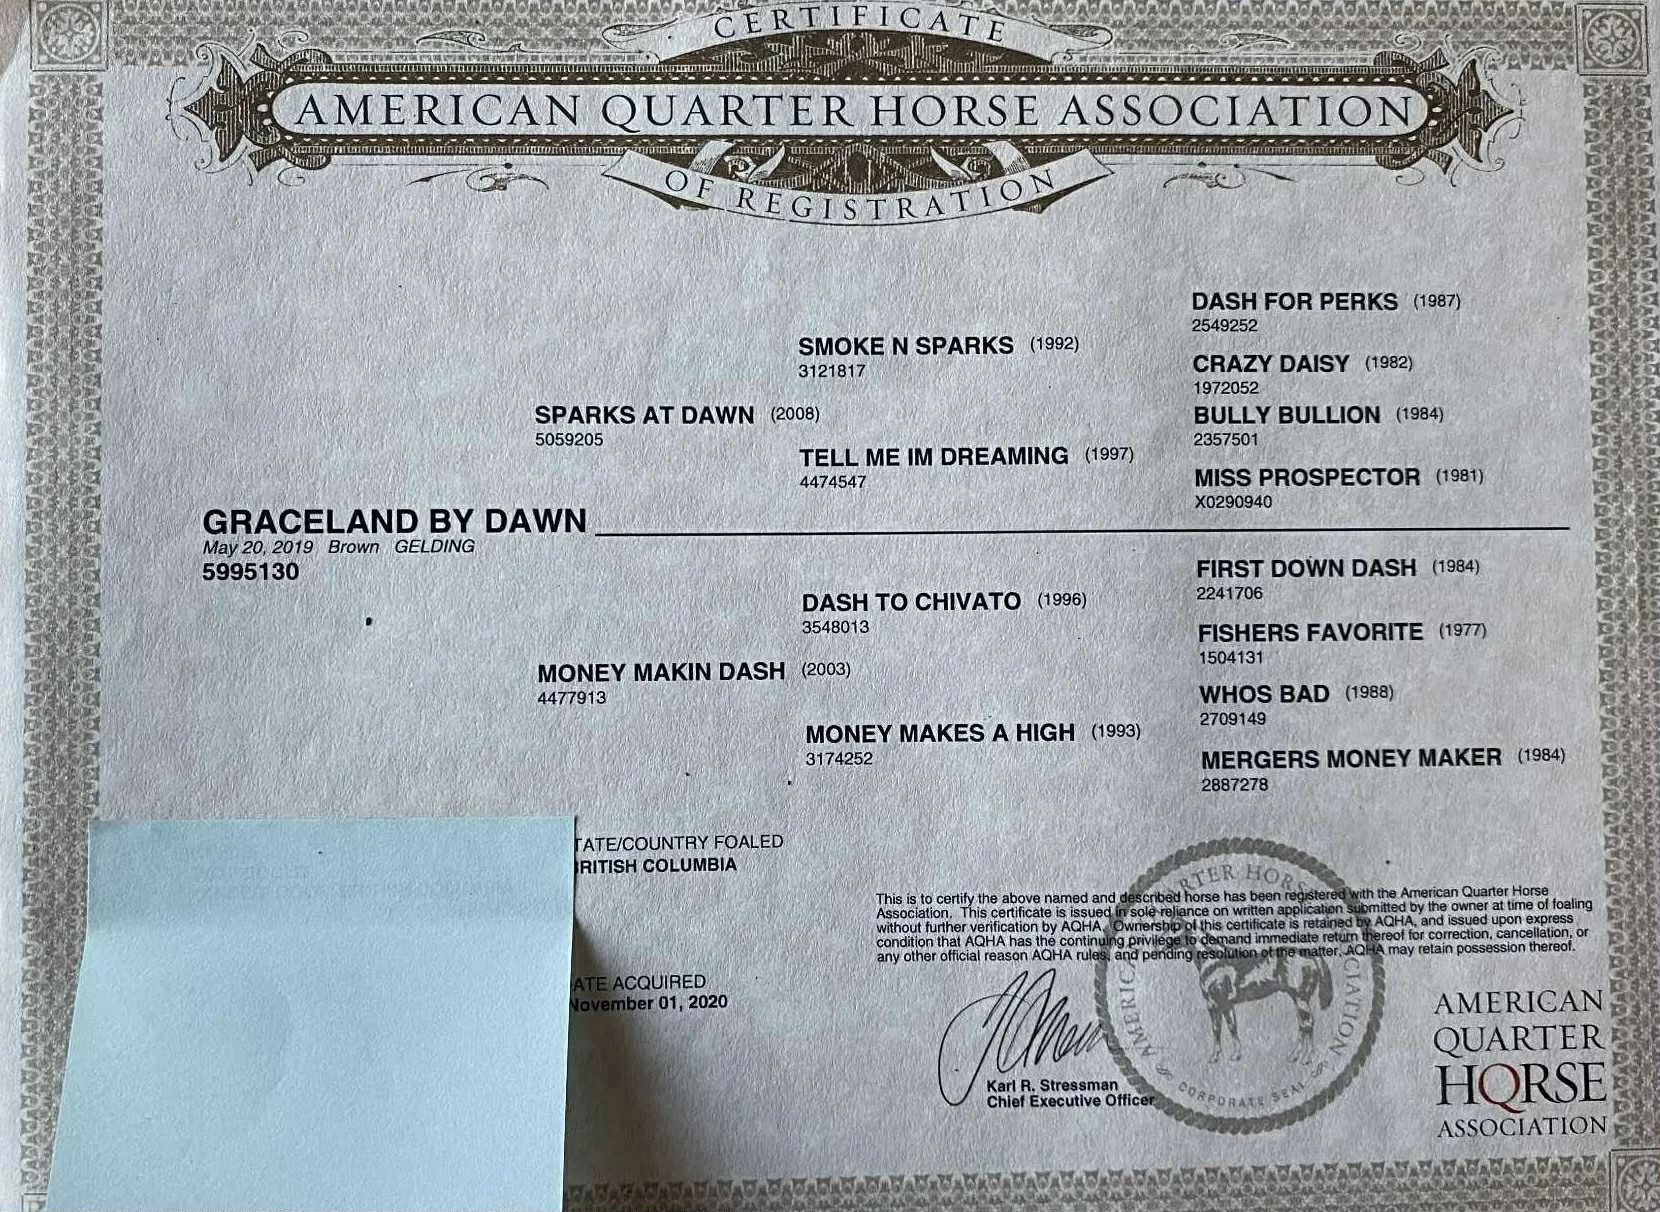 CERTIFICATE
AMERICAN QUARTER HORSE ASSOCIATION
OF REGISTRATION
DASH FOR PERKS (1987)
2549252
SMOKE N SPARKS (1992)
3121817
CRAZY DAISY (1982)
1972052
SPARKS AT DAWN (2008)
5059205
BULLY BULLION (1984)
2357501
TELL ME IM DREAMING (1997)
4474547
MISS PROSPECTOR (1981)
X0290940
GRACELAND BY DAWN
May 20, 2019 Brown GELDING
5995130
FIRST DOWN DASH (1984)
2241706
DASH TO CHIVATO (1996)
3548013
FISHERS FAVORITE (1977)
1504131
MONEY MAKIN DASH (2003)
4477913
WHOS BAD (1988)
2709149
MONEY MAKES A HIGH (1993)
3174252
MERGERS MONEY MAKER (1984)
2887278
TATE/COUNTRY FOALED
RITISH COLUMBIA
This is to certify the above named and described horse has been registered with the American Quarter Horse
Association. This certificate is issued in sole reliance on written application submitted by the owner at time of foaling
without further verification by AQHA. Ownership of this certificate is retained by AQHA, and issued upon express
condition that AQHA has the continuing privilege to demand immediate return thereof for correction, cancellation, or
any other official reason AQHA rules, and pending resolution of the matter, AQHA may retain possession thereof.
ATE ACQUIRED
November 01, 2020
Karl R. Stressman
Chief Executive Officer
CORPORATE SEAL
AMERICAN
QUARTER
HORSE
ASSOCIATION